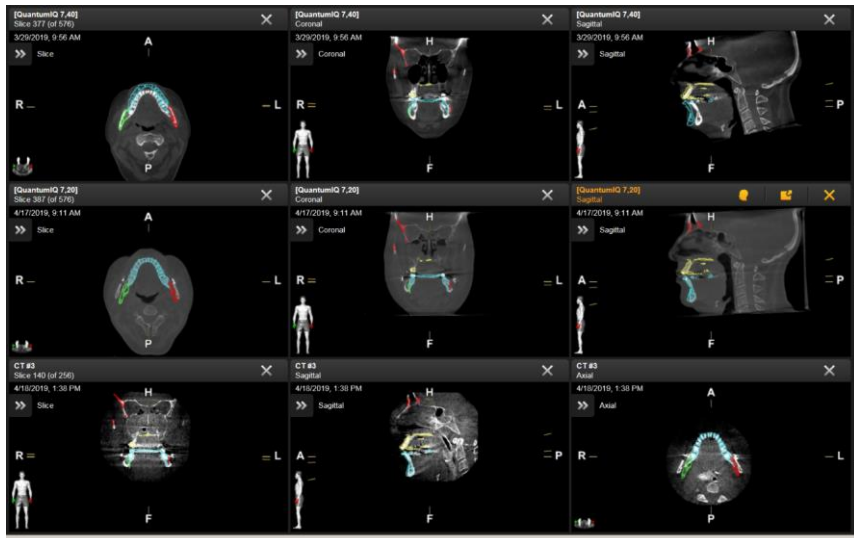 [QuantumIQ 7,40]
Slice 377 (of 576)
3/29/2019, 9:56 AM
Slice
A
R
L
P
[QuantumIQ 7,40]
Coronal
3/29/2019, 9:56 AM
Coronal
H
R
L
F
[QuantumIQ 7,40]
Sagittal
3/29/2019, 9:56 AM
Sagittal
H
A
P
F
[QuantumIQ 7,20]
Slice 387 (of 576)
4/17/2019, 9:11 AM
Slice
A
R
L
P
[QuantumIQ 7,20]
Coronal
4/17/2019, 9:11 AM
Coronal
H
R
L
F
[QuantumIQ 7,20]
Sagittal
4/17/2019, 9:11 AM
Sagittal
H
A
P
F
CT #3
Slice 140 (of 256)
4/18/2019, 1:38 PM
Slice
H
R
L
F
CT #3
Sagittal
4/18/2019, 1:38 PM
Sagittal
H
A
P
F
CT #3
Axial
4/18/2019, 1:38 PM
Axial
A
R
L
P